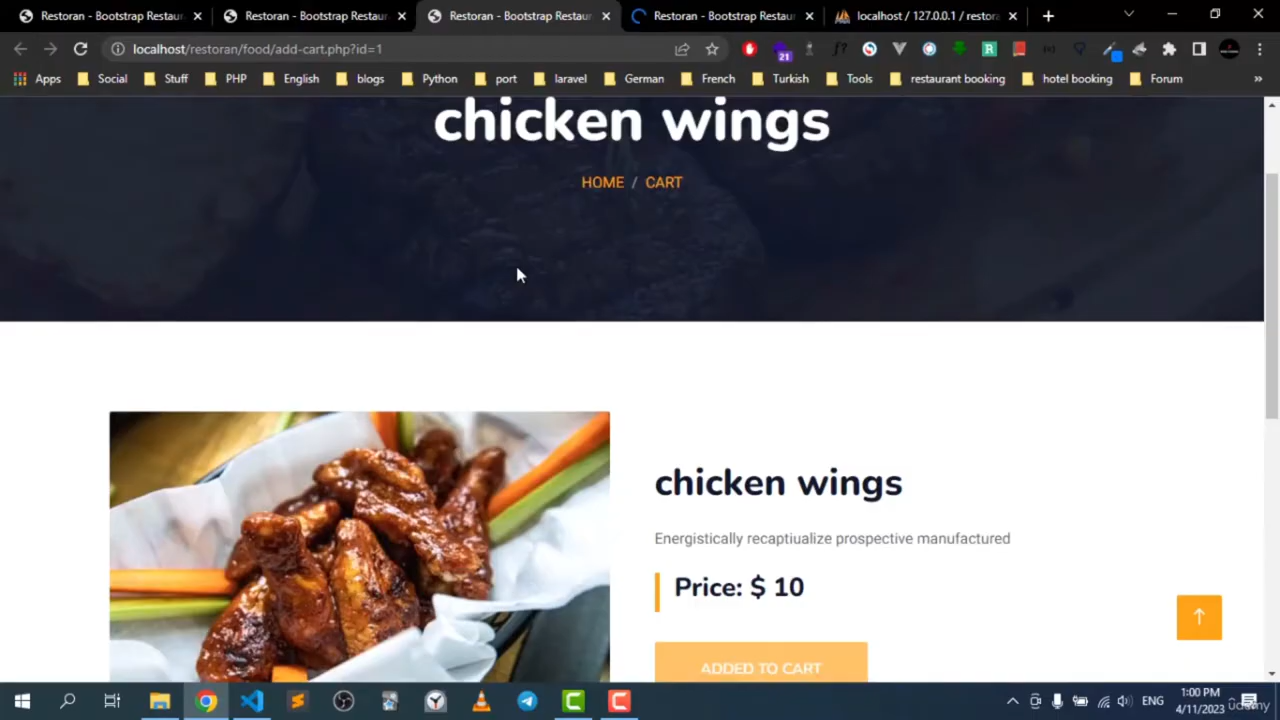 Restoran - Bootstrap Restaur
Restoran - Bootstrap Restaur
Restoran - Bootstrap Restaur
Restoran - Bootstrap Restaur
localhost / 127.0.0.1 / restora
localhost/restoran/food/add-cart.php?id=1
21
f?
R
Apps
Social
Stuff
PHP
English
blogs
Python
port
laravel
German
French
Turkish
Tools
restaurant booking
hotel booking
Forum
»
chicken wings
HOME / CART
chicken wings
Energistically recaptiualize prospective manufactured
Price: $ 10
ADDED TO CART
ENG
1:00 PM
4/11/2023
udemy